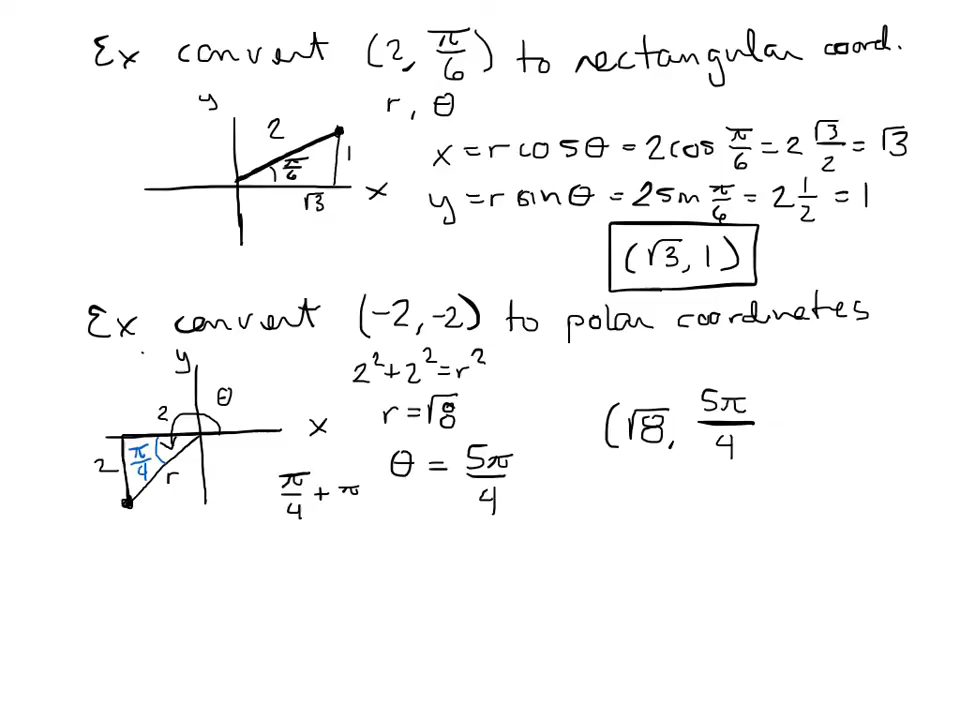 Ex convert (2, π/6) to rectangular coord.
r, θ
y
2
π/6
1
√3
x
x = r cos θ = 2 cos π/6 = 2 √3/2 = √3
y = r sin θ = 2 sin π/6 = 2 1/2 = 1
(√3, 1)
Ex convert (-2, -2) to polar coordinates
y
θ
2
x
2
π/4
r
2² + 2² = r²
r = √8
π/4 + π
θ = 5π/4
(√8, 5π/4